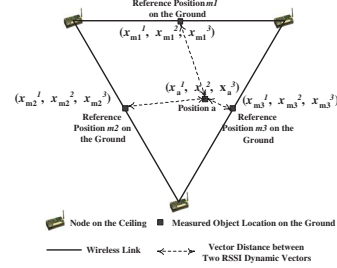 Reference Position m1
on the Ground
(x_m1^1, x_m1^2, x_m1^3)
(x_a^1, x_a^2, x_a^3)
Position a
(x_m2^1, x_m2^2, x_m2^3)
Reference
Position m2 on
the Ground
(x_m3^1, x_m3^2, x_m3^3)
Reference
Position m3 on the
Ground
Node on the Ceiling
Measured Object Location on the Ground
Wireless Link
Vector Distance between
Two RSSI Dynamic Vectors